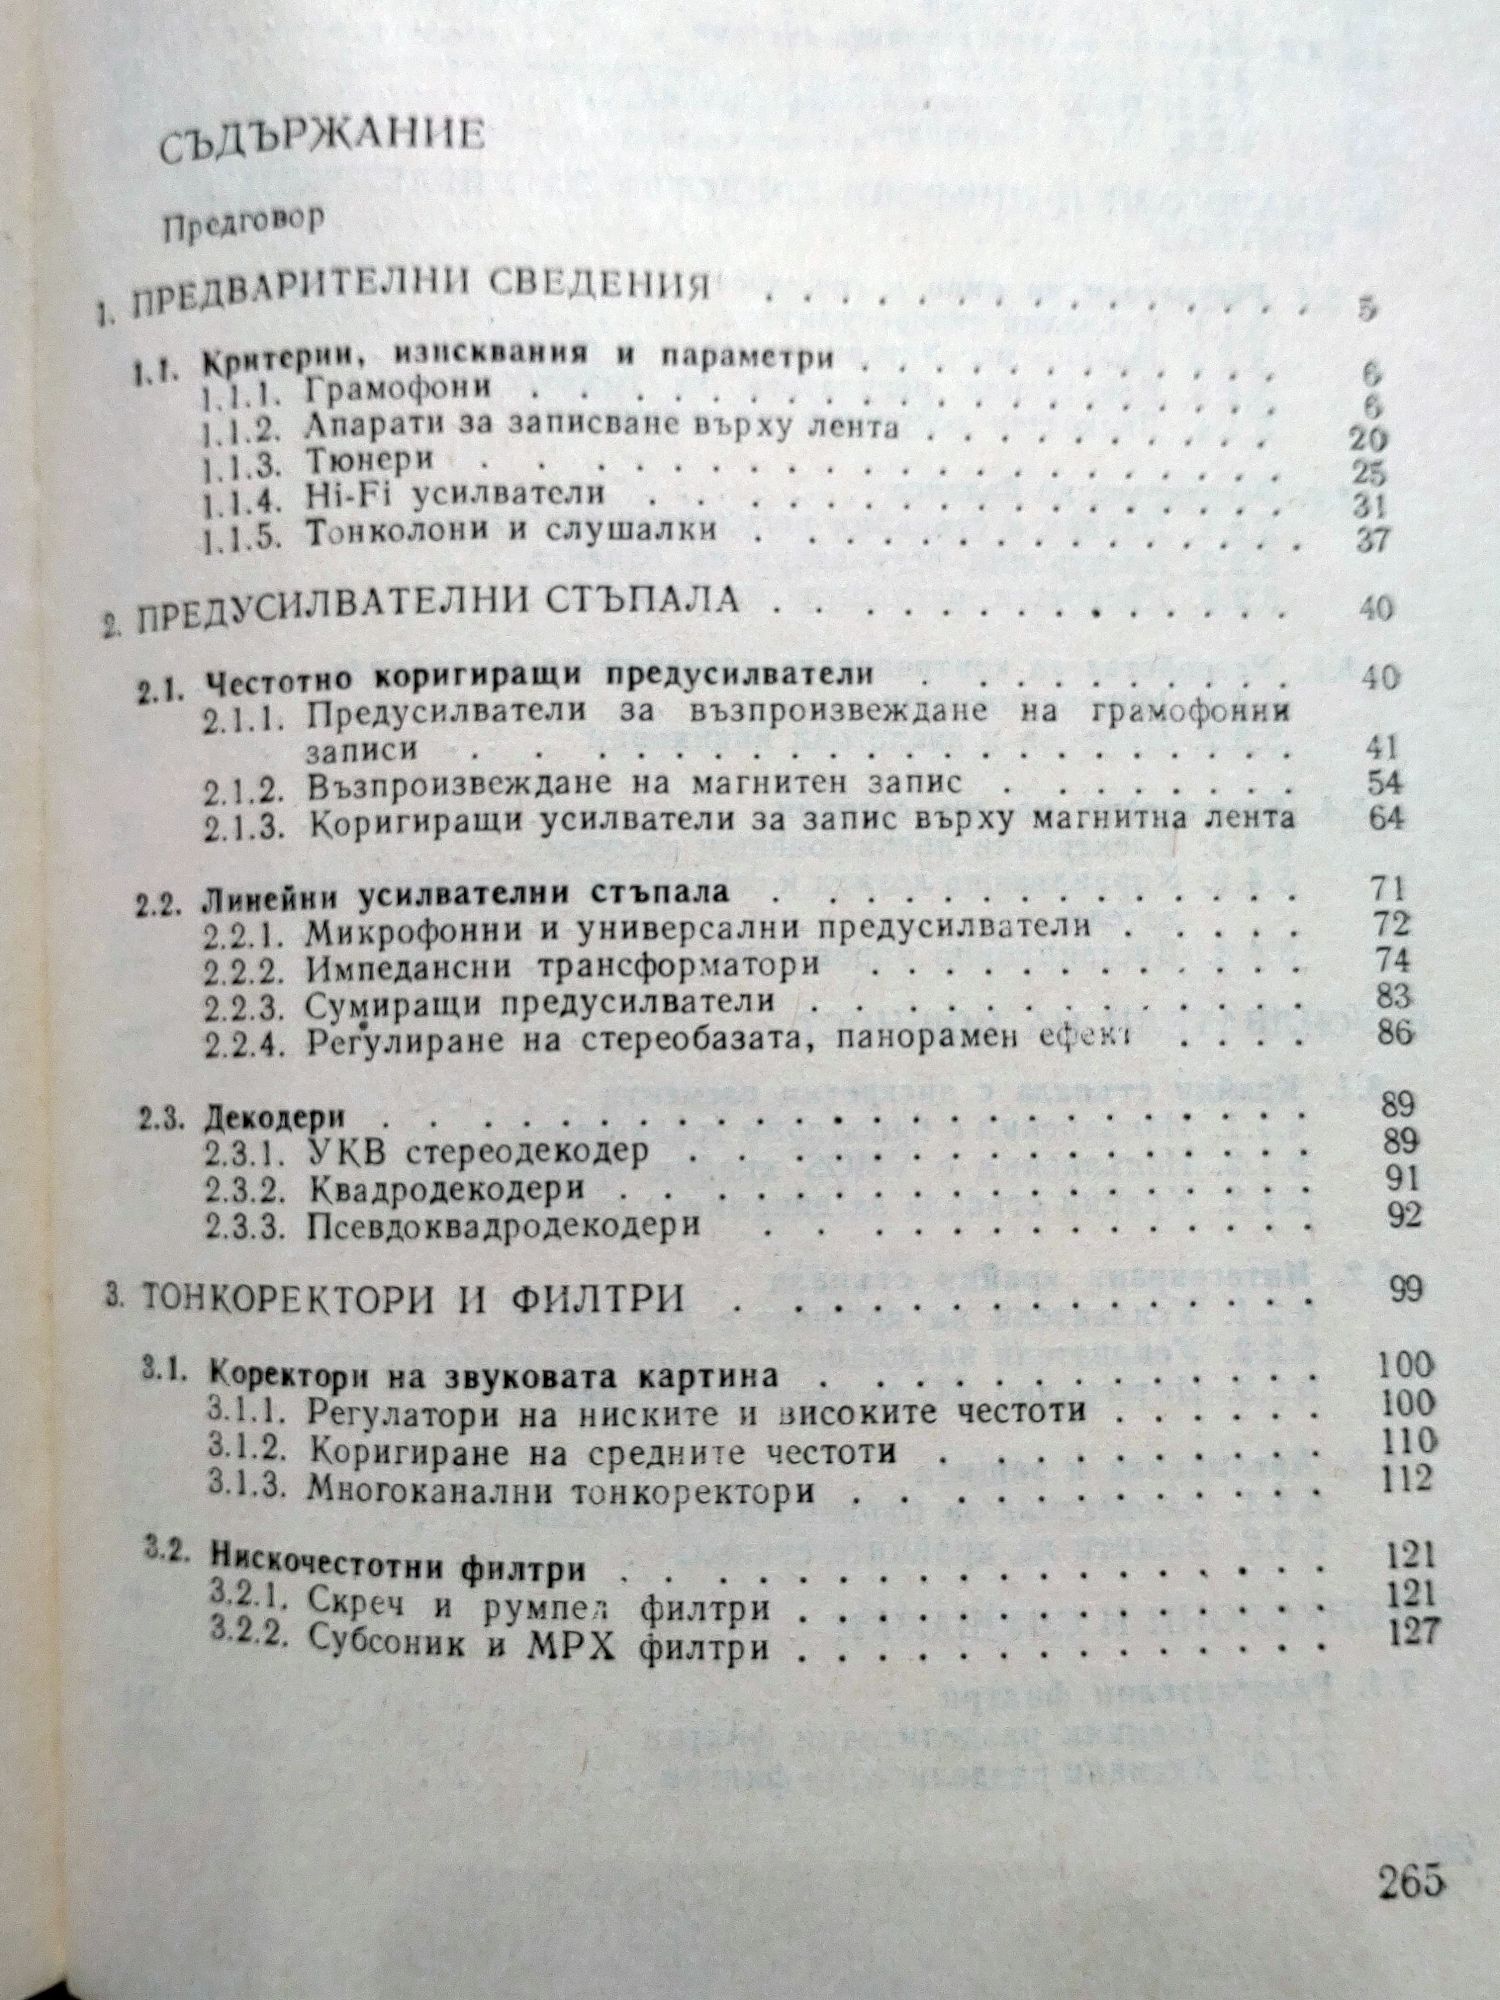 СЪДЪРЖАНИЕ
Предговор
1. ПРЕДВАРИТЕЛНИ СВЕДЕНИЯ . . . . . . . . . . . . . . . 5
1.1. Критерии, изисквания и параметри . . . . . . . . . . . . 6
1.1.1. Грамофони . . . . . . . . . . . . . . . . . 6
1.1.2. Апарати за записване върху лента . . . . . . . . . . 20
1.1.3. Тюнери . . . . . . . . . . . . . . . . . . 25
1.1.4. Hi-Fi усилватели . . . . . . . . . . . . . . . 31
1.1.5. Тонколони и слушалки . . . . . . . . . . . . . 37
2. ПРЕДУСИЛВАТЕЛНИ СТЪПАЛА . . . . . . . . . . . . . . 40
2.1. Честотно коригиращи предусилватели . . . . . . . . . . 40
2.1.1. Предусилватели за възпроизвеждане на грамофонни
записи . . . . . . . . . . . . . . . . . . 41
2.1.2. Възпроизвеждане на магнитен запис . . . . . . . . 54
2.1.3. Коригиращи усилватели за запис върху магнитна лента 64
2.2. Линейни усилвателни стъпала . . . . . . . . . . . . . . 71
2.2.1. Микрофонни и универсални предусилватели . . . . . 72
2.2.2. Импедансни трансформатори . . . . . . . . . . . . 74
2.2.3. Сумиращи предусилватели . . . . . . . . . . . . . 83
2.2.4. Регулиране на стереобазата, панорамен ефект . . . . 86
2.3. Декодери . . . . . . . . . . . . . . . . . . . . . 89
2.3.1. УКВ стереодекодер . . . . . . . . . . . . . . . 89
2.3.2. Квадродекодери . . . . . . . . . . . . . . . . . 91
2.3.3. Псевдоквадродекодери . . . . . . . . . . . . . . 92
3. ТОНКОРЕКТОРИ И ФИЛТРИ . . . . . . . . . . . . . . . . 99
3.1. Коректори на звуковата картина . . . . . . . . . . . . . 100
3.1.1. Регулатори на ниските и високите честоти . . . . . . 100
3.1.2. Коригиране на средните честоти . . . . . . . . . . 110
3.1.3. Многоканални тонкоректори . . . . . . . . . . . . 112
3.2. Нискочестотни филтри . . . . . . . . . . . . . . . . . 121
3.2.1. Скреч и румпел филтри . . . . . . . . . . . . . . 121
3.2.2. Субсоник и МРХ филтри . . . . . . . . . . . . . . 127
265